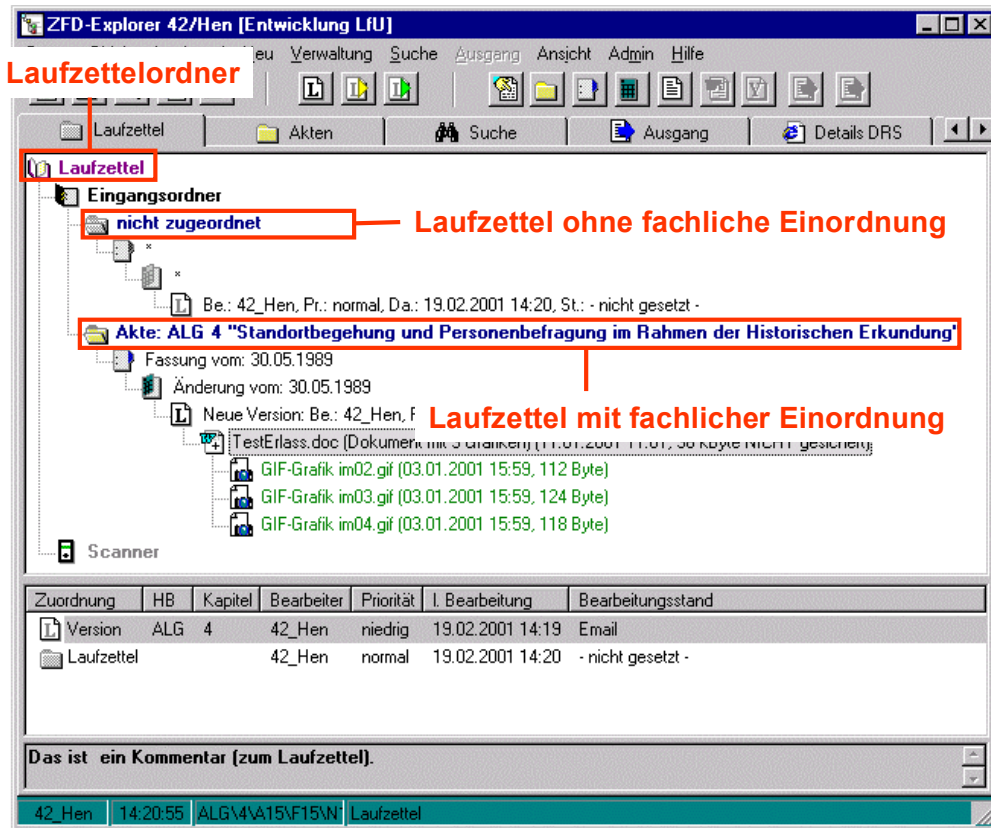 ZFD-Explorer 42/Hen [Entwicklung LfU]
Verwaltung Suche Ausgang Ansicht Admin Hilfe
Laufzettelordner
Laufzettel Akten Suche Ausgang Details DRS
Laufzettel
Eingangsordner
nicht zugeordnet
Laufzettel ohne fachliche Einordnung
*
*
Be.: 42_Hen, Pr.: normal, Da.: 19.02.2001 14:20, St.: - nicht gesetzt -
Akte: ALG 4 "Standortbegehung und Personenbefragung im Rahmen der Historischen Erkundung"
Fassung vom: 30.05.1989
Änderung vom: 30.05.1989
Neue Version: Be.: 42_Hen,
Laufzettel mit fachlicher Einordnung
TestErlass.doc (Dokument
GIF-Grafik im02.gif (03.01.2001 15:59, 112 Byte)
GIF-Grafik im03.gif (03.01.2001 15:59, 124 Byte)
GIF-Grafik im04.gif (03.01.2001 15:59, 118 Byte)
Scanner
Zuordnung HB Kapitel Bearbeiter Priorität l. Bearbeitung Bearbeitungsstand
Version ALG 4 42_Hen niedrig 19.02.2001 14:19 Email
Laufzettel 42_Hen normal 19.02.2001 14:20 - nicht gesetzt -
Das ist ein Kommentar (zum Laufzettel).
42_Hen 14:20:55 ALG\4\A15\F15\N Laufzettel